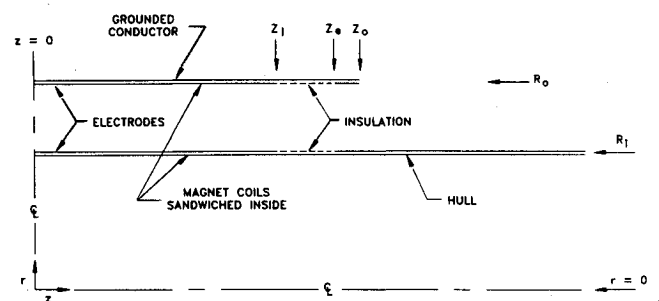 GROUNDED
CONDUCTOR
z = 0
Z₁
Zₑ
Zₒ
Rₒ
ELECTRODES
INSULATION
R₁
MAGNET COILS
SANDWICHED INSIDE
HULL
℄
r
z
℄
r = 0